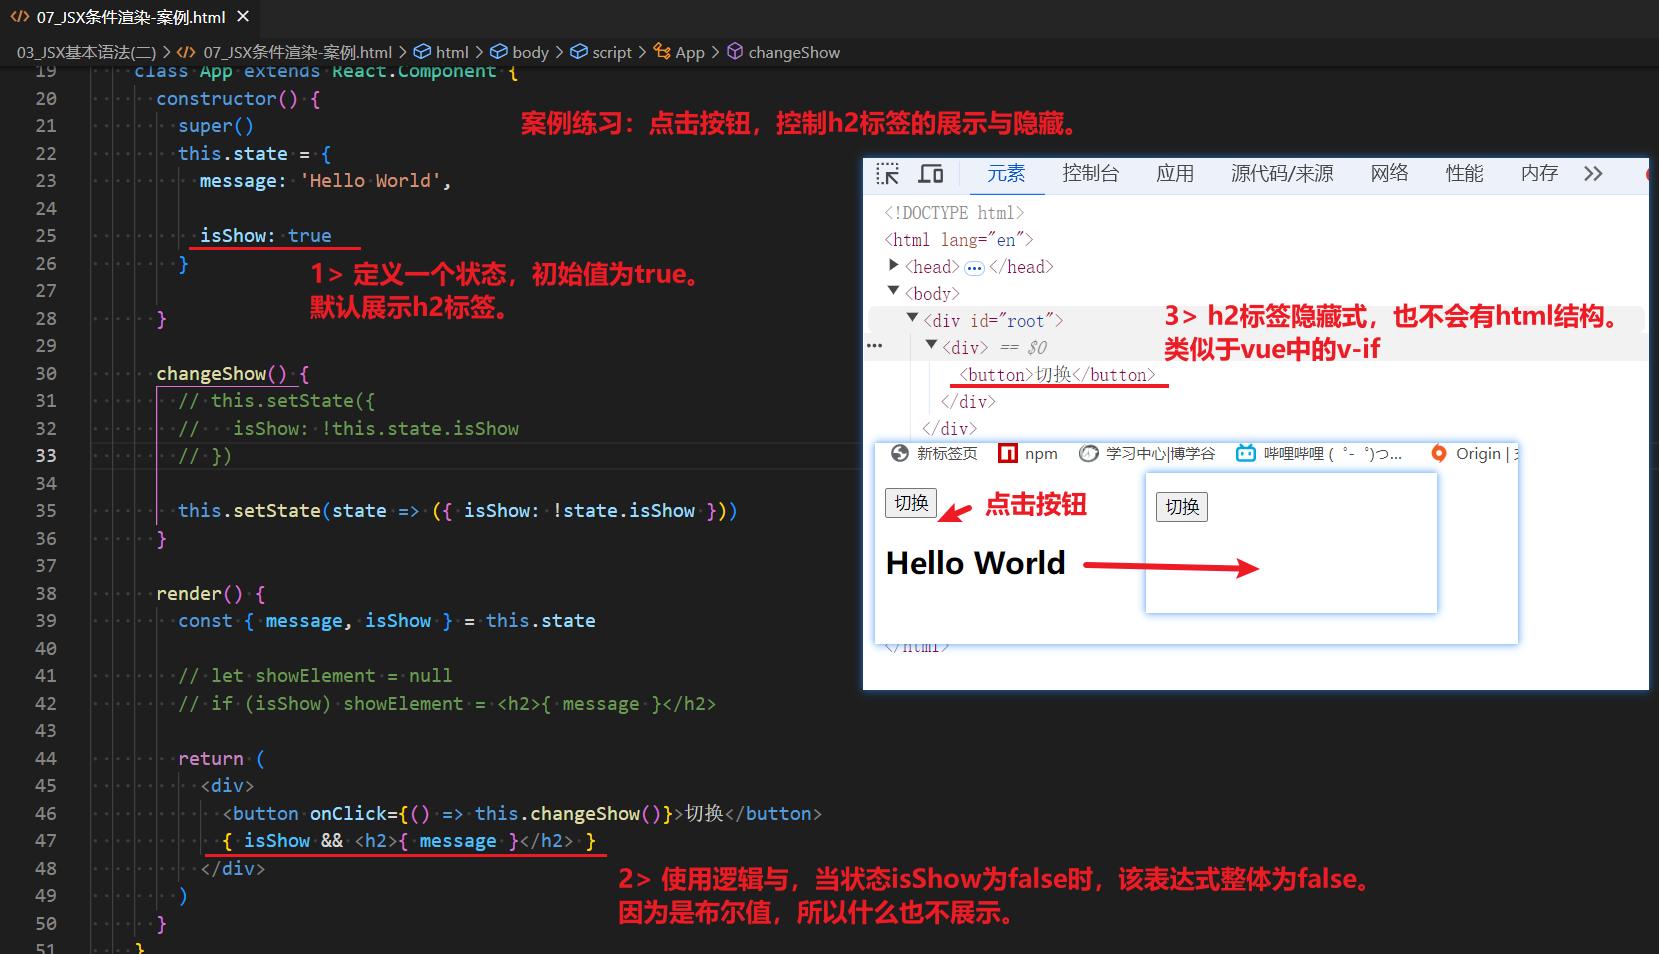 07_JSX条件渲染-案例.html ×
03_JSX基本语法(二) > 07_JSX条件渲染-案例.html > html > body > script > App > changeShow
19 class App extends React.Component {
20 constructor() {
21 super()
22 this.state = {
23 message: 'Hello World',
24
25 isShow: true
26 }
27
28 }
29
30 changeShow() {
31 // this.setState({
32 //   isShow: !this.state.isShow
33 // })
34
35 this.setState(state => ({ isShow: !state.isShow }))
36 }
37
38 render() {
39 const { message, isShow } = this.state
40
41 // let showElement = null
42 // if (isShow) showElement = <h2>{ message }</h2>
43
44 return (
45 <div>
46 <button onClick={() => this.changeShow()}>切换</button>
47 { isShow && <h2>{ message }</h2> }
48 </div>
49 )
50 }
51 }
案例练习：点击按钮，控制h2标签的展示与隐藏。
1> 定义一个状态，初始值为true。
默认展示h2标签。
2> 使用逻辑与，当状态isShow为false时，该表达式整体为false。
因为是布尔值，所以什么也不展示。
元素 控制台 应用 源代码/来源 网络 性能 内存 »
<!DOCTYPE html>
<html lang="en">
<head>…</head>
<body>
<div id="root">
<div> == $0
<button>切换</button>
</div>
</div>
3> h2标签隐藏式，也不会有html结构。
类似于vue中的v-if
新标签页 npm 学习中心|博学谷 哔哩哔哩 (゜-゜)つ... Origin |
切换 点击按钮 切换
Hello World
</html>